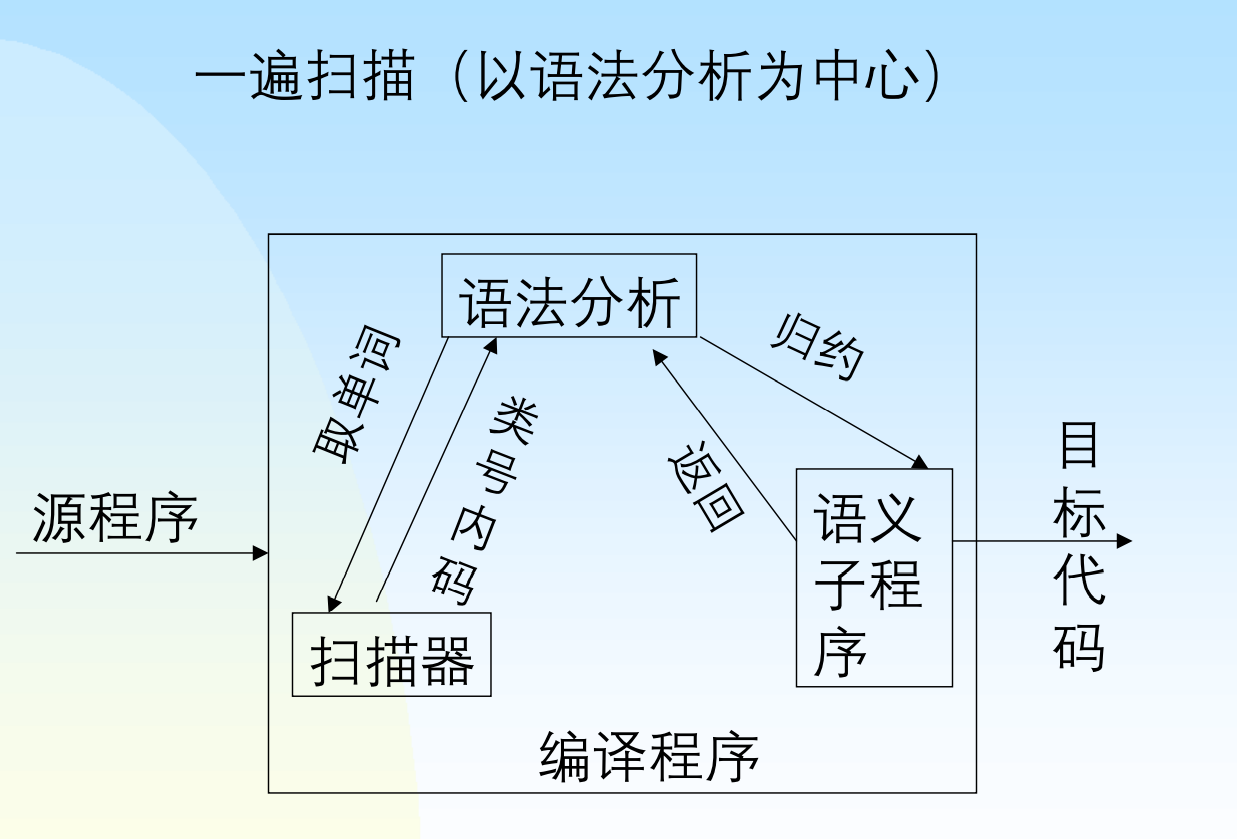 一遍扫描（以语法分析为中心）
语法分析
取单词
类号内码
归约
返回
源程序
语义
子程
序
目标代码
扫描器
编译程序